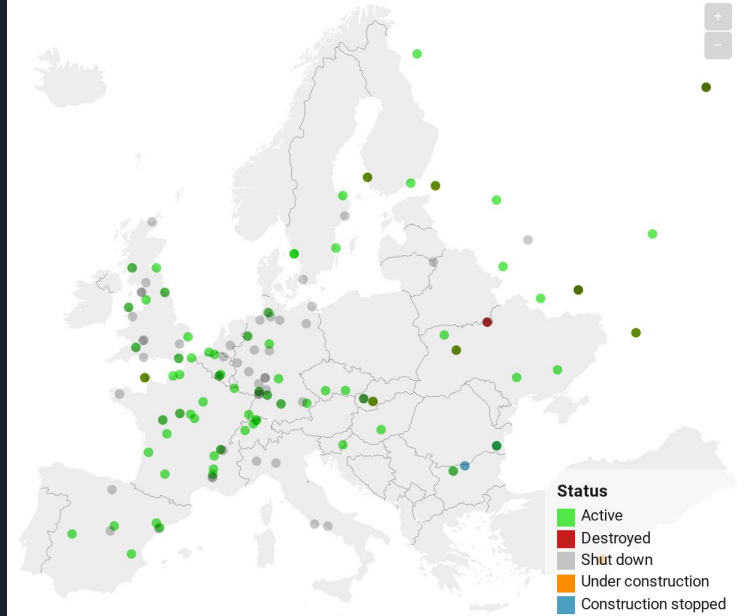 +
−
Status
Active
Destroyed
Shut down
Under construction
Construction stopped